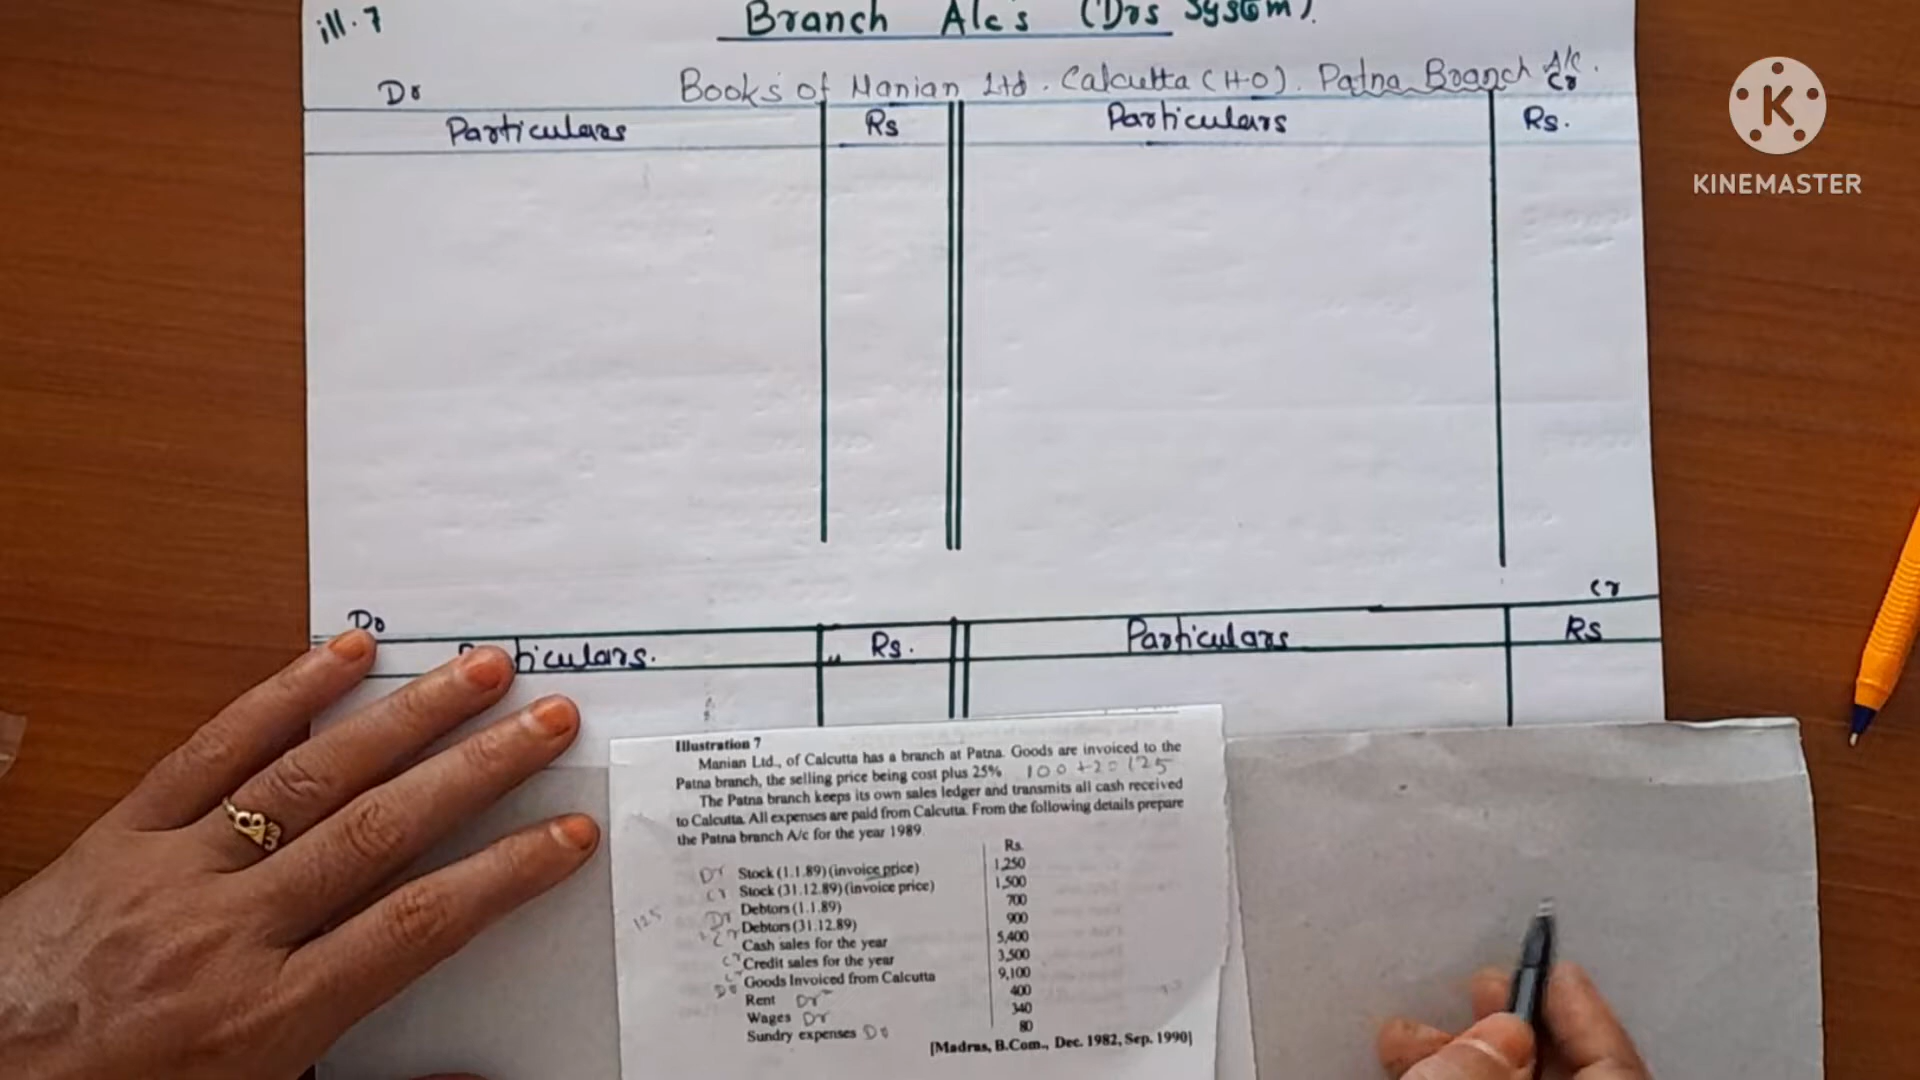 ill. 7
Branch A/c's (Drs System).
Books of Manian Ltd. Calcutta (H.O). Patna Branch A/c.
Dr Cr
Particulars Rs Particulars Rs.
KINEMASTER
Dr Cr
Particulars. Rs. Particulars Rs
Illustration 7
Manian Ltd., of Calcutta has a branch at Patna. Goods are invoiced to the
Patna branch, the selling price being cost plus 25% 100 +20 125
The Patna branch keeps its own sales ledger and transmits all cash received
to Calcutta. All expenses are paid from Calcutta. From the following details prepare
the Patna branch A/c for the year 1989.
Rs.
Dr Stock (1.1.89) (invoice price) 1,250
Cr Stock (31.12.89) (invoice price) 1,500
125 Dr Debtors (1.1.89) 700
Cr Debtors (31.12.89) 900
Cr Cash sales for the year 5,400
Cr Credit sales for the year 3,500
Dr Goods Invoiced from Calcutta 9,100
Rent Dr 400
Wages Dr 340
Sundry expenses Dr 80
[Madras, B.Com., Dec. 1982, Sep. 1990]